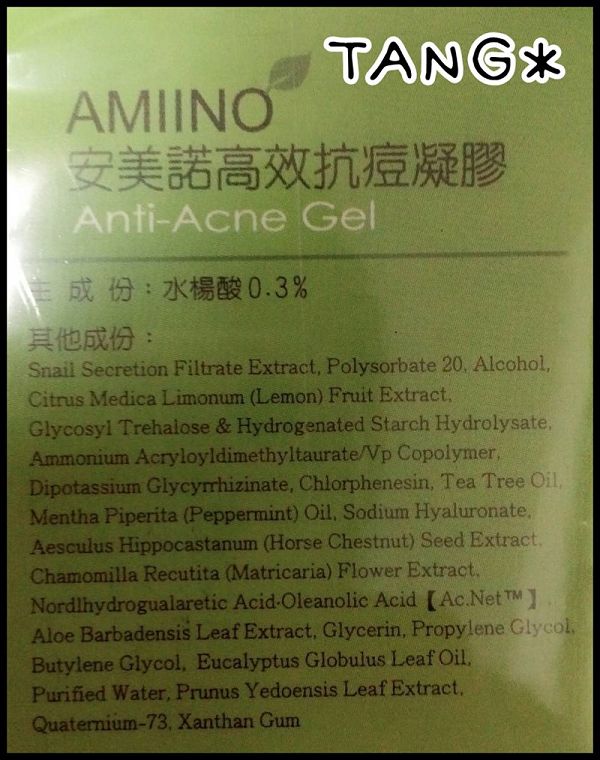 TANG*
AMIINO
安美諾高效抗痘凝膠
Anti-Acne Gel
主成份：水楊酸0.3%
其他成份：
Snail Secretion Filtrate Extract, Polysorbate 20, Alcohol,
Citrus Medica Limonum (Lemon) Fruit Extract,
Glycosyl Trehalose & Hydrogenated Starch Hydrolysate,
Ammonium Acryloyldimethyltaurate/Vp Copolymer,
Dipotassium Glycyrrhizinate, Chlorphenesin, Tea Tree Oil,
Mentha Piperita (Peppermint) Oil, Sodium Hyaluronate,
Aesculus Hippocastanum (Horse Chestnut) Seed Extract,
Chamomilla Recutita (Matricaria) Flower Extract,
Nordlhydrogualaretic Acid·Oleanolic Acid【Ac.Net™】,
Aloe Barbadensis Leaf Extract, Glycerin, Propylene Glycol,
Butylene Glycol, Eucalyptus Globulus Leaf Oil,
Purified Water, Prunus Yedoensis Leaf Extract,
Quaternium-73, Xanthan Gum